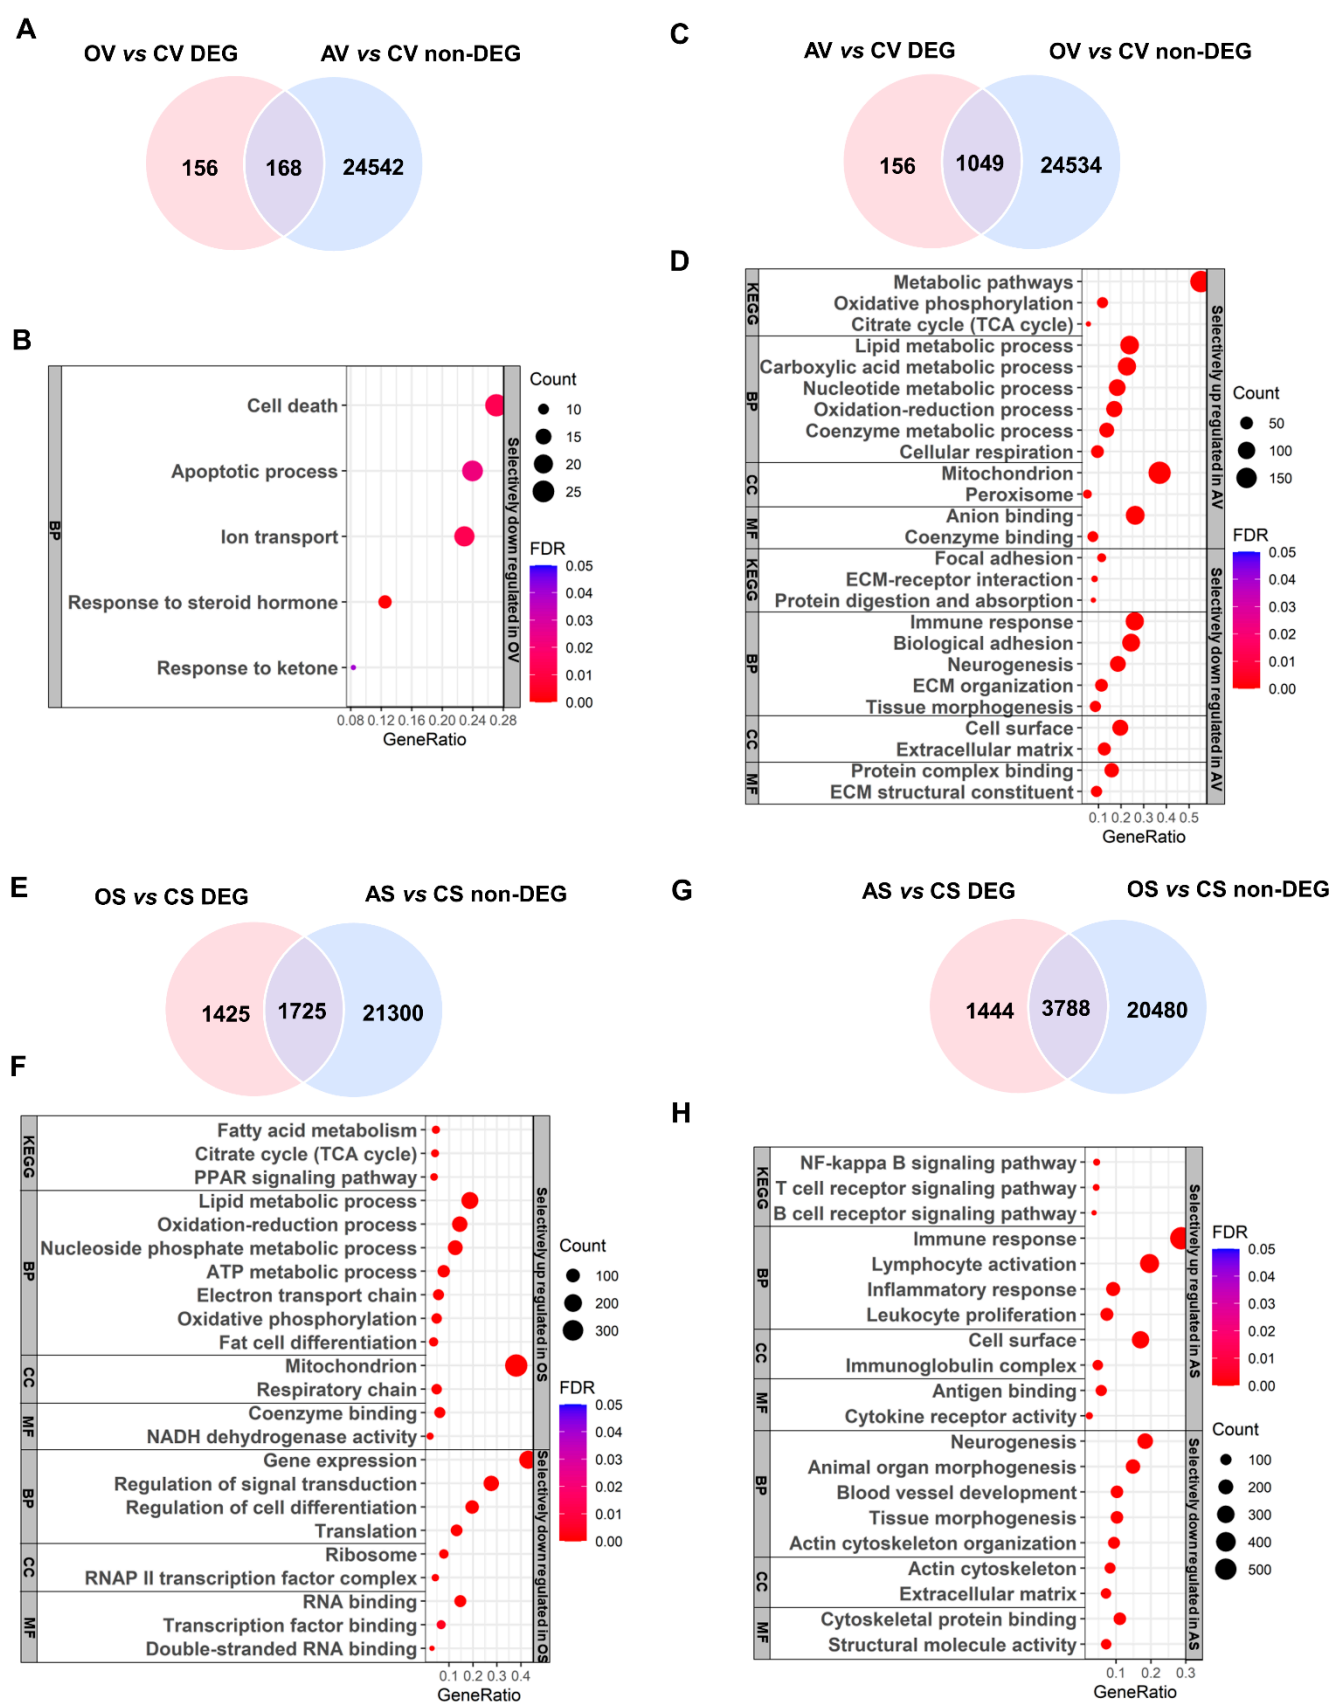 A
OV vs CV DEG
AV vs CV non-DEG
156
168
24542
C
AV vs CV DEG
OV vs CV non-DEG
156
1049
24534
B
BP
Cell death
Apoptotic process
Ion transport
Response to steroid hormone
Response to ketone
Selectively down regulated in OV
0.08 0.12 0.16 0.20 0.24 0.28
GeneRatio
Count
10
15
20
25
FDR
0.05
0.04
0.03
0.02
0.01
0.00
D
KEGG
Metabolic pathways
Oxidative phosphorylation
Citrate cycle (TCA cycle)
BP
Lipid metabolic process
Carboxylic acid metabolic process
Nucleotide metabolic process
Oxidation-reduction process
Coenzyme metabolic process
Cellular respiration
CC
Mitochondrion
Peroxisome
MF
Anion binding
Coenzyme binding
Selectively up regulated in AV
KEGG
Focal adhesion
ECM-receptor interaction
Protein digestion and absorption
BP
Immune response
Biological adhesion
Neurogenesis
ECM organization
Tissue morphogenesis
CC
Cell surface
Extracellular matrix
MF
Protein complex binding
ECM structural constituent
Selectively down regulated in AV
0.1 0.2 0.3 0.4 0.5
GeneRatio
Count
50
100
150
FDR
0.05
0.04
0.03
0.02
0.01
0.00
E
OS vs CS DEG
AS vs CS non-DEG
1425
1725
21300
G
AS vs CS DEG
OS vs CS non-DEG
1444
3788
20480
F
KEGG
Fatty acid metabolism
Citrate cycle (TCA cycle)
PPAR signaling pathway
BP
Lipid metabolic process
Oxidation-reduction process
Nucleoside phosphate metabolic process
ATP metabolic process
Electron transport chain
Oxidative phosphorylation
Fat cell differentiation
CC
Mitochondrion
Respiratory chain
MF
Coenzyme binding
NADH dehydrogenase activity
Selectively up regulated in OS
BP
Gene expression
Regulation of signal transduction
Regulation of cell differentiation
Translation
CC
Ribosome
RNAP II transcription factor complex
MF
RNA binding
Transcription factor binding
Double-stranded RNA binding
Selectively down regulated in OS
0.1 0.2 0.3 0.4
GeneRatio
Count
100
200
300
FDR
0.05
0.04
0.03
0.02
0.01
0.00
H
KEGG
NF-kappa B signaling pathway
T cell receptor signaling pathway
B cell receptor signaling pathway
BP
Immune response
Lymphocyte activation
Inflammatory response
Leukocyte proliferation
CC
Cell surface
Immunoglobulin complex
MF
Antigen binding
Cytokine receptor activity
Selectively up regulated in AS
BP
Neurogenesis
Animal organ morphogenesis
Blood vessel development
Tissue morphogenesis
Actin cytoskeleton organization
CC
Actin cytoskeleton
Extracellular matrix
MF
Cytoskeletal protein binding
Structural molecule activity
Selectively down regulated in AS
0.1 0.2 0.3
GeneRatio
FDR
0.05
0.04
0.03
0.02
0.01
0.00
Count
100
200
300
400
500